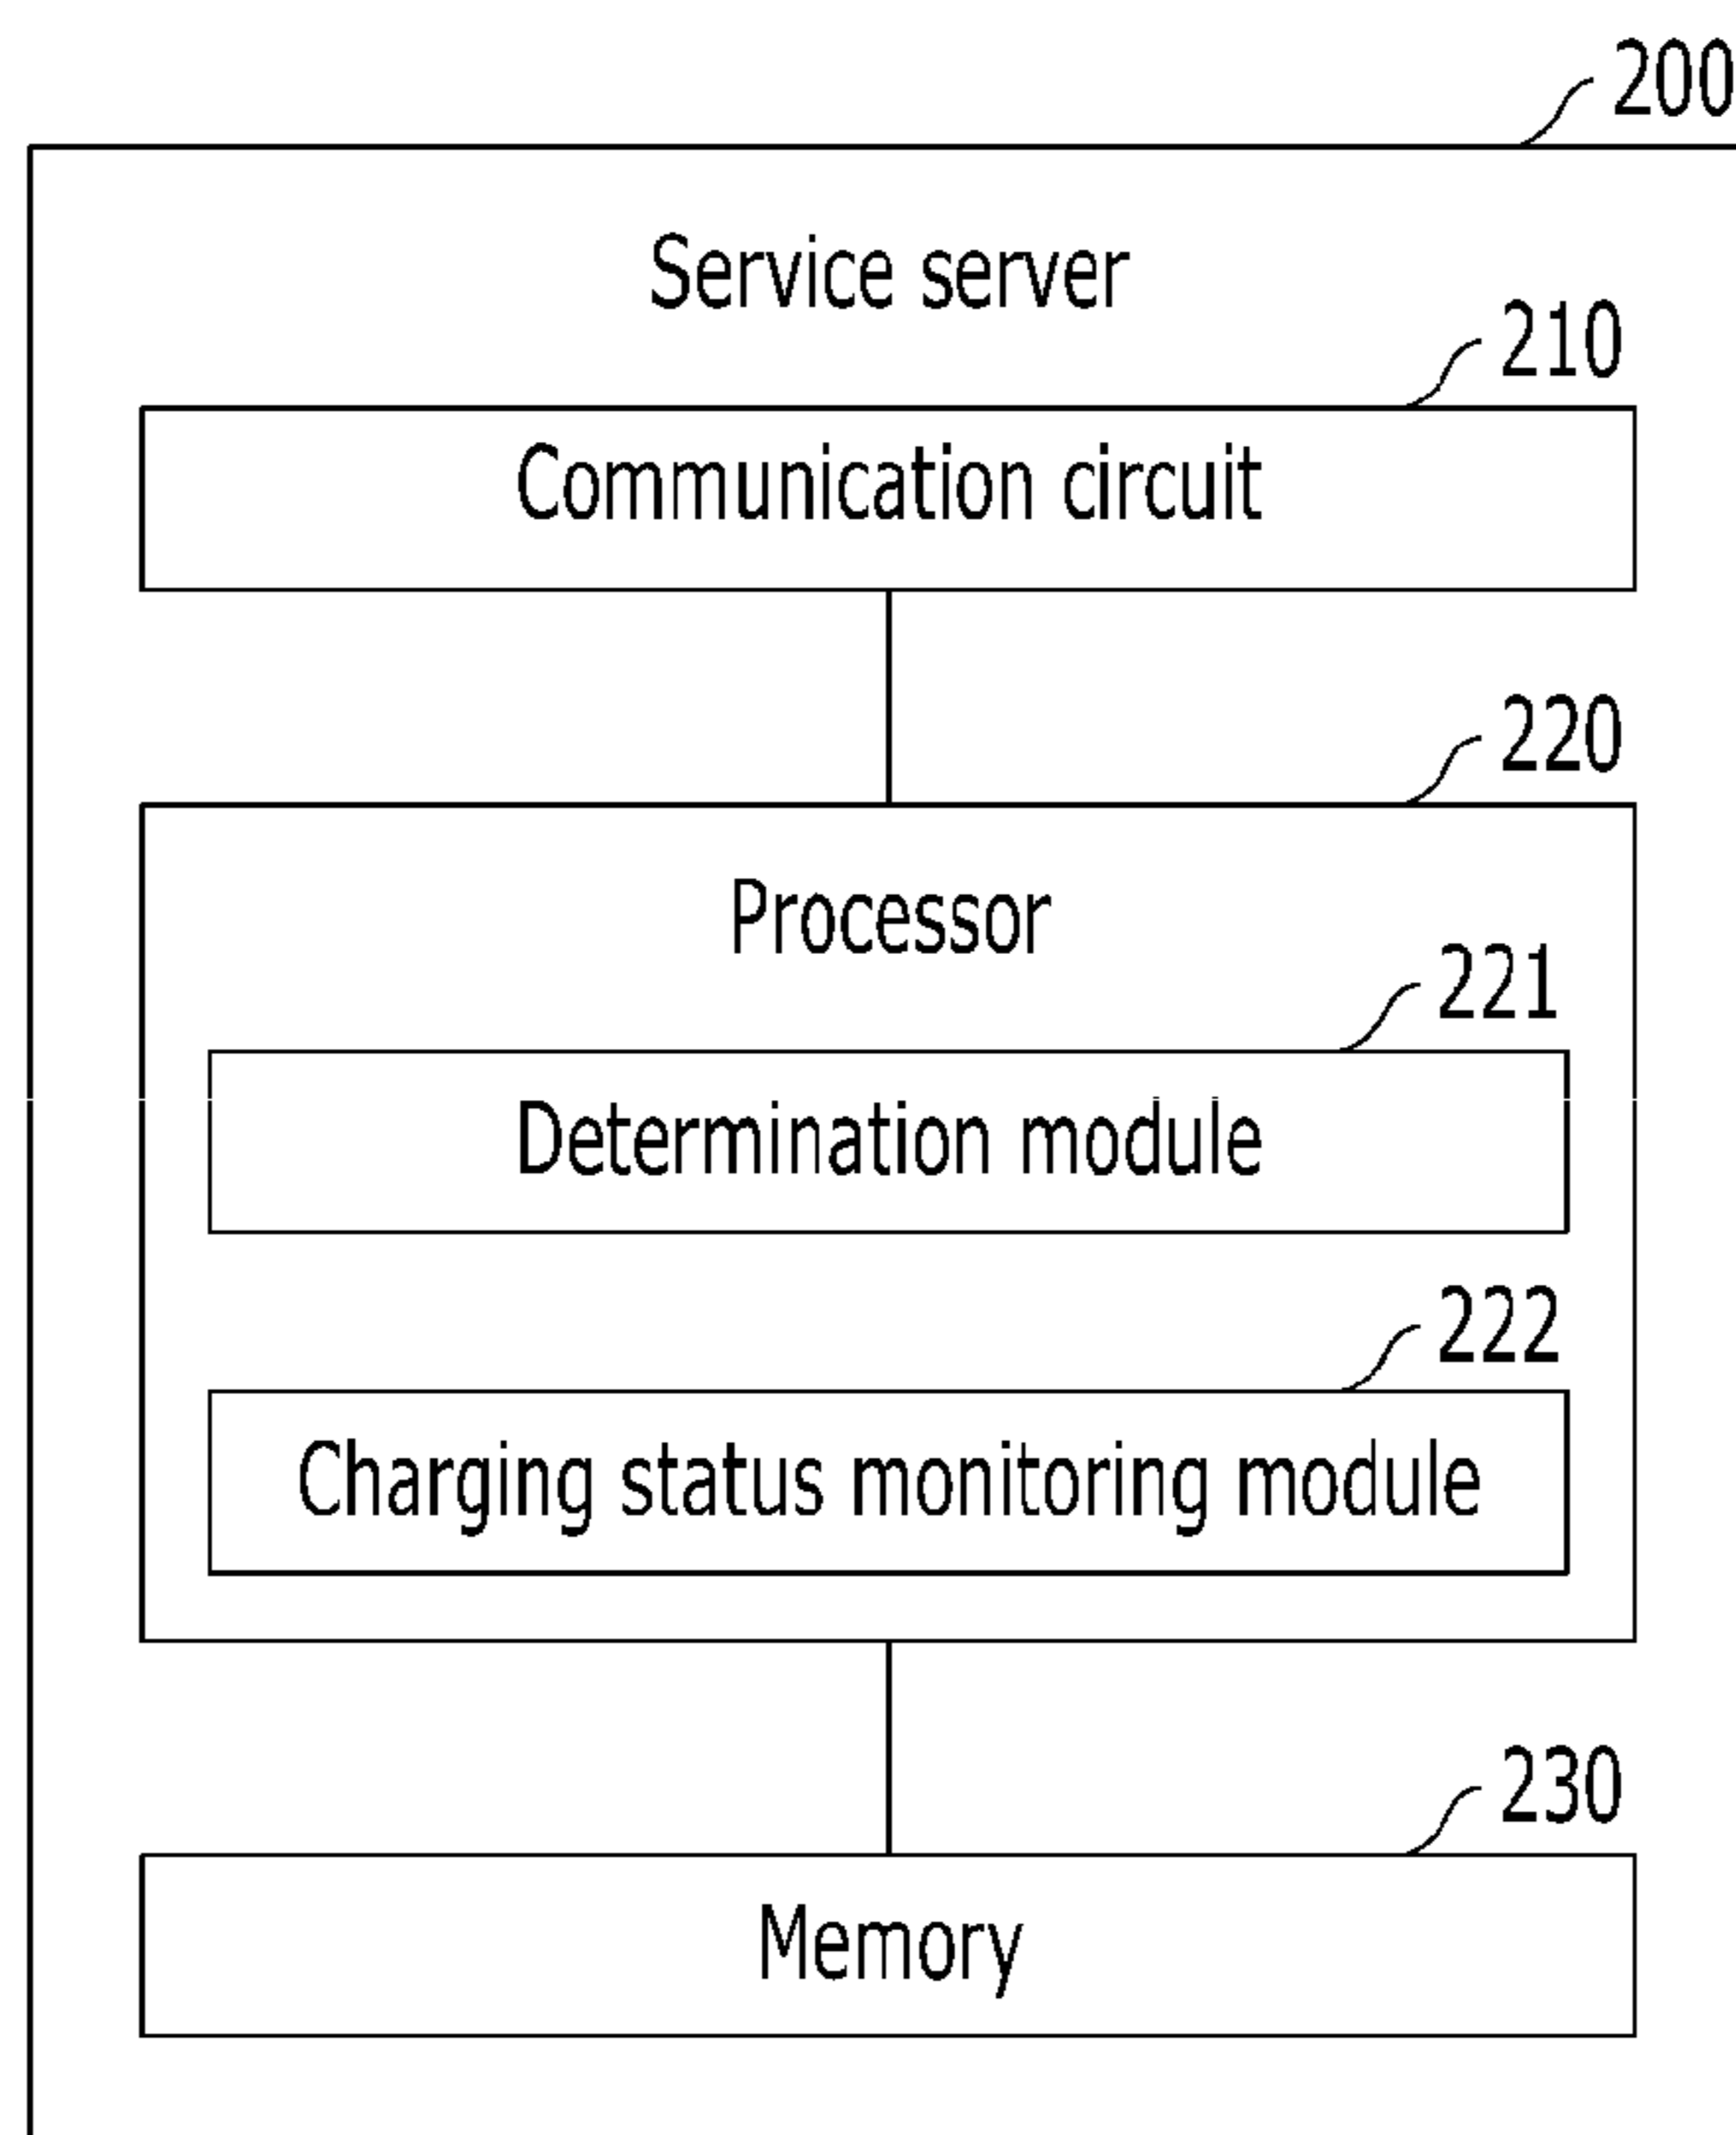 200
Service server
210
Communication circuit
220
Processor
221
Determination module
222
Charging status monitoring module
230
Memory